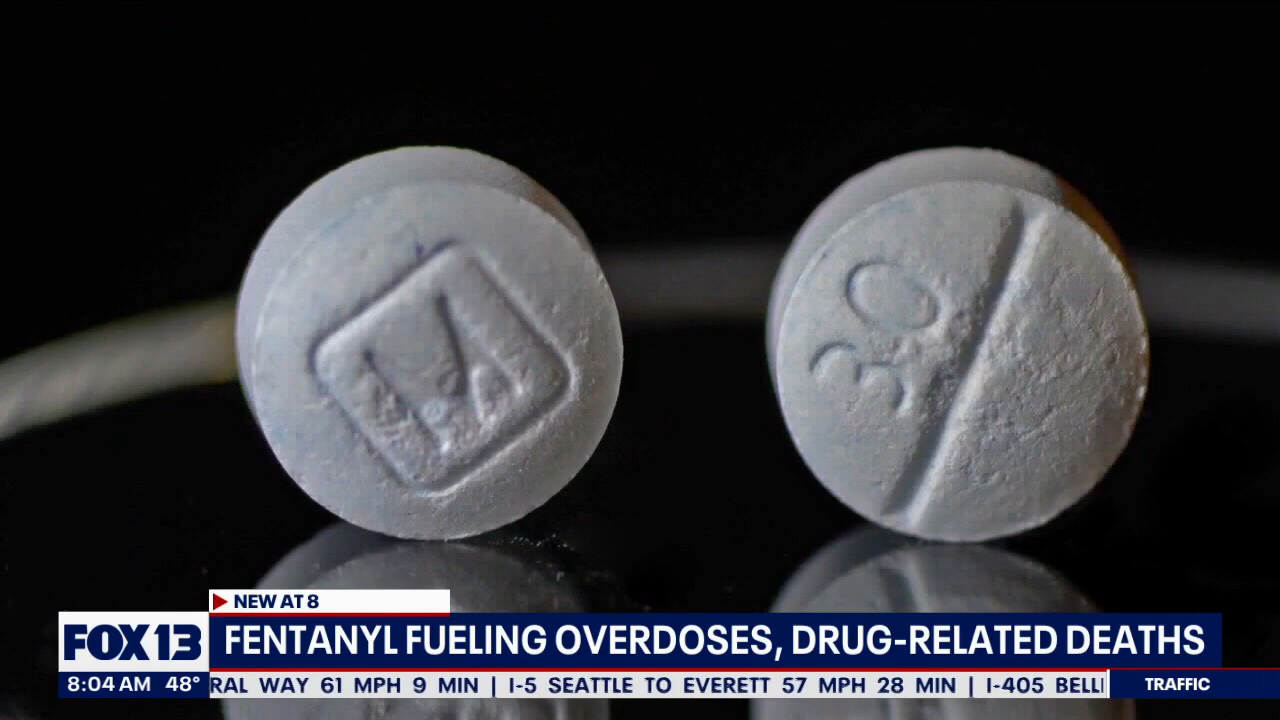 M
30
NEW AT 8
FOX 13
FENTANYL FUELING OVERDOSES, DRUG-RELATED DEATHS
8:04 AM 48°
RAL WAY 61 MPH 9 MIN | I-5 SEATTLE TO EVERETT 57 MPH 28 MIN | I-405 BELL
TRAFFIC